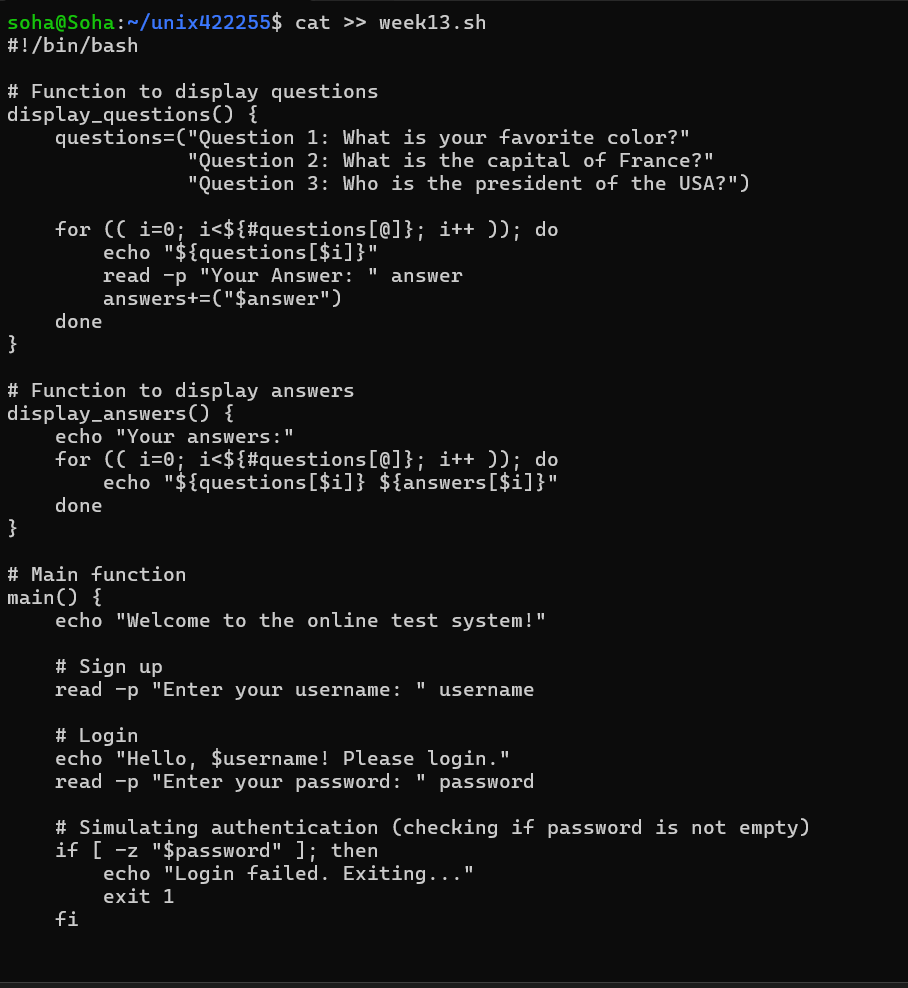 soha@Soha:~/unix422255$ cat >> week13.sh
#!/bin/bash

# Function to display questions
display_questions() {
    questions=("Question 1: What is your favorite color?"
               "Question 2: What is the capital of France?"
               "Question 3: Who is the president of the USA?")

    for (( i=0; i<${#questions[@]}; i++ )); do
        echo "${questions[$i]}"
        read -p "Your Answer: " answer
        answers+=("$answer")
    done
}

# Function to display answers
display_answers() {
    echo "Your answers:"
    for (( i=0; i<${#questions[@]}; i++ )); do
        echo "${questions[$i]} ${answers[$i]}"
    done
}

# Main function
main() {
    echo "Welcome to the online test system!"

    # Sign up
    read -p "Enter your username: " username

    # Login
    echo "Hello, $username! Please login."
    read -p "Enter your password: " password

    # Simulating authentication (checking if password is not empty)
    if [ -z "$password" ]; then
        echo "Login failed. Exiting..."
        exit 1
    fi